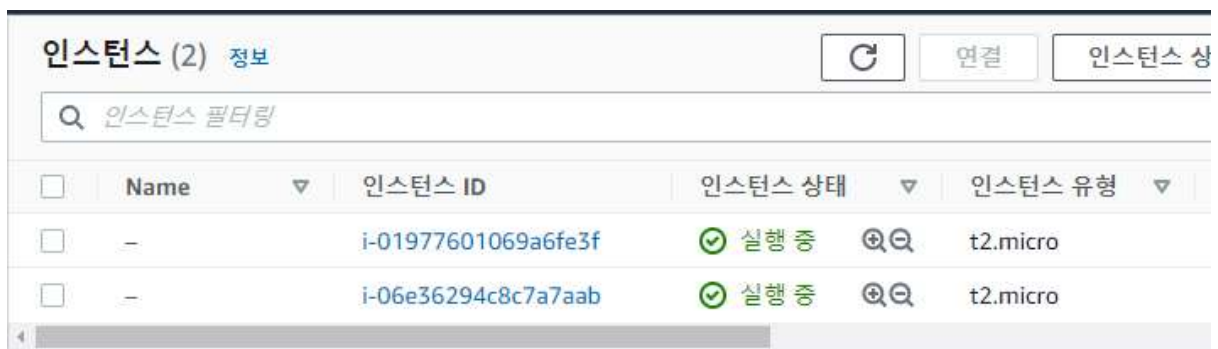 인스턴스 (2) 정보
연결
인스턴스 상
인스턴스 필터링
Name 인스턴스 ID 인스턴스 상태 인스턴스 유형
– i-01977601069a6fe3f 실행 중 t2.micro
– i-06e36294c8c7a7aab 실행 중 t2.micro